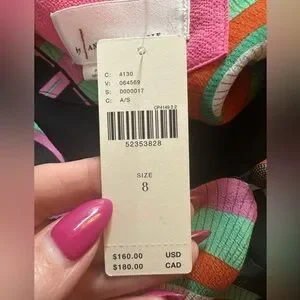 C: 4130
V: 064569
S: 0000017
C: A/S
52353828
SIZE
8
$160.00 USD
$180.00 CAD